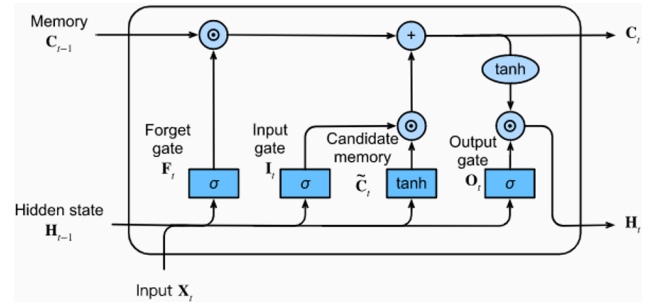 Memory
C_{t−1}
⊙
+
C_t
tanh
Forget
gate
F_t
Input
gate
I_t
Candidate
memory
C̃_t
⊙
Output
gate
O_t
⊙
σ
σ
tanh
σ
Hidden state
H_{t−1}
H_t
Input X_t